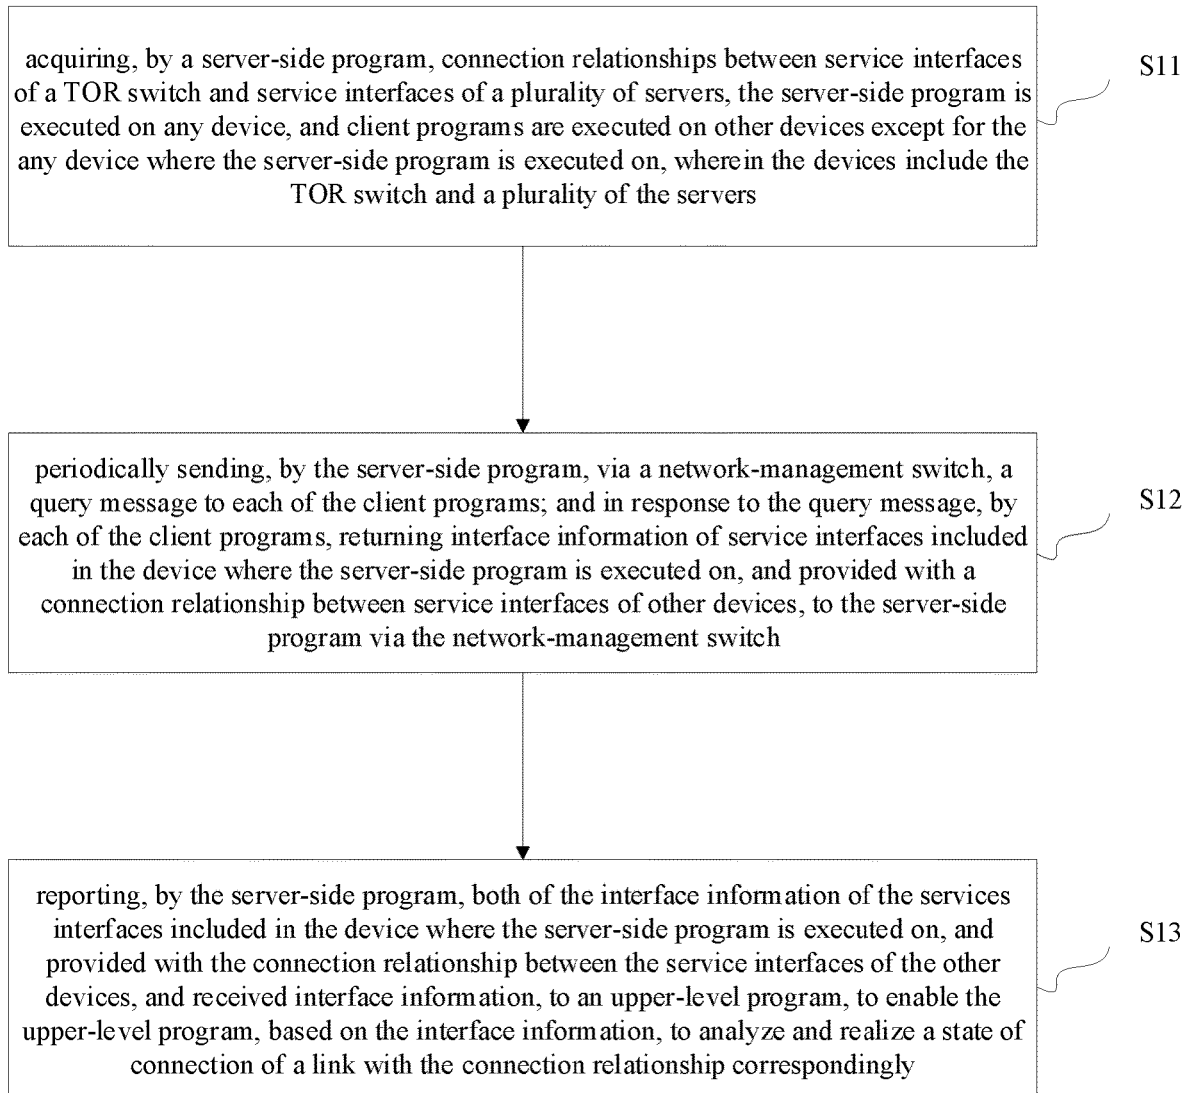 acquiring, by a server-side program, connection relationships between service interfaces
of a TOR switch and service interfaces of a plurality of servers, the server-side program is
executed on any device, and client programs are executed on other devices except for the
any device where the server-side program is executed on, wherein the devices include the
TOR switch and a plurality of the servers
S11
periodically sending, by the server-side program, via a network-management switch, a
query message to each of the client programs; and in response to the query message, by
each of the client programs, returning interface information of service interfaces included
in the device where the server-side program is executed on, and provided with a
connection relationship between service interfaces of other devices, to the server-side
program via the network-management switch
S12
reporting, by the server-side program, both of the interface information of the services
interfaces included in the device where the server-side program is executed on, and
provided with the connection relationship between the service interfaces of the other
devices, and received interface information, to an upper-level program, to enable the
upper-level program, based on the interface information, to analyze and realize a state of
connection of a link with the connection relationship correspondingly
S13